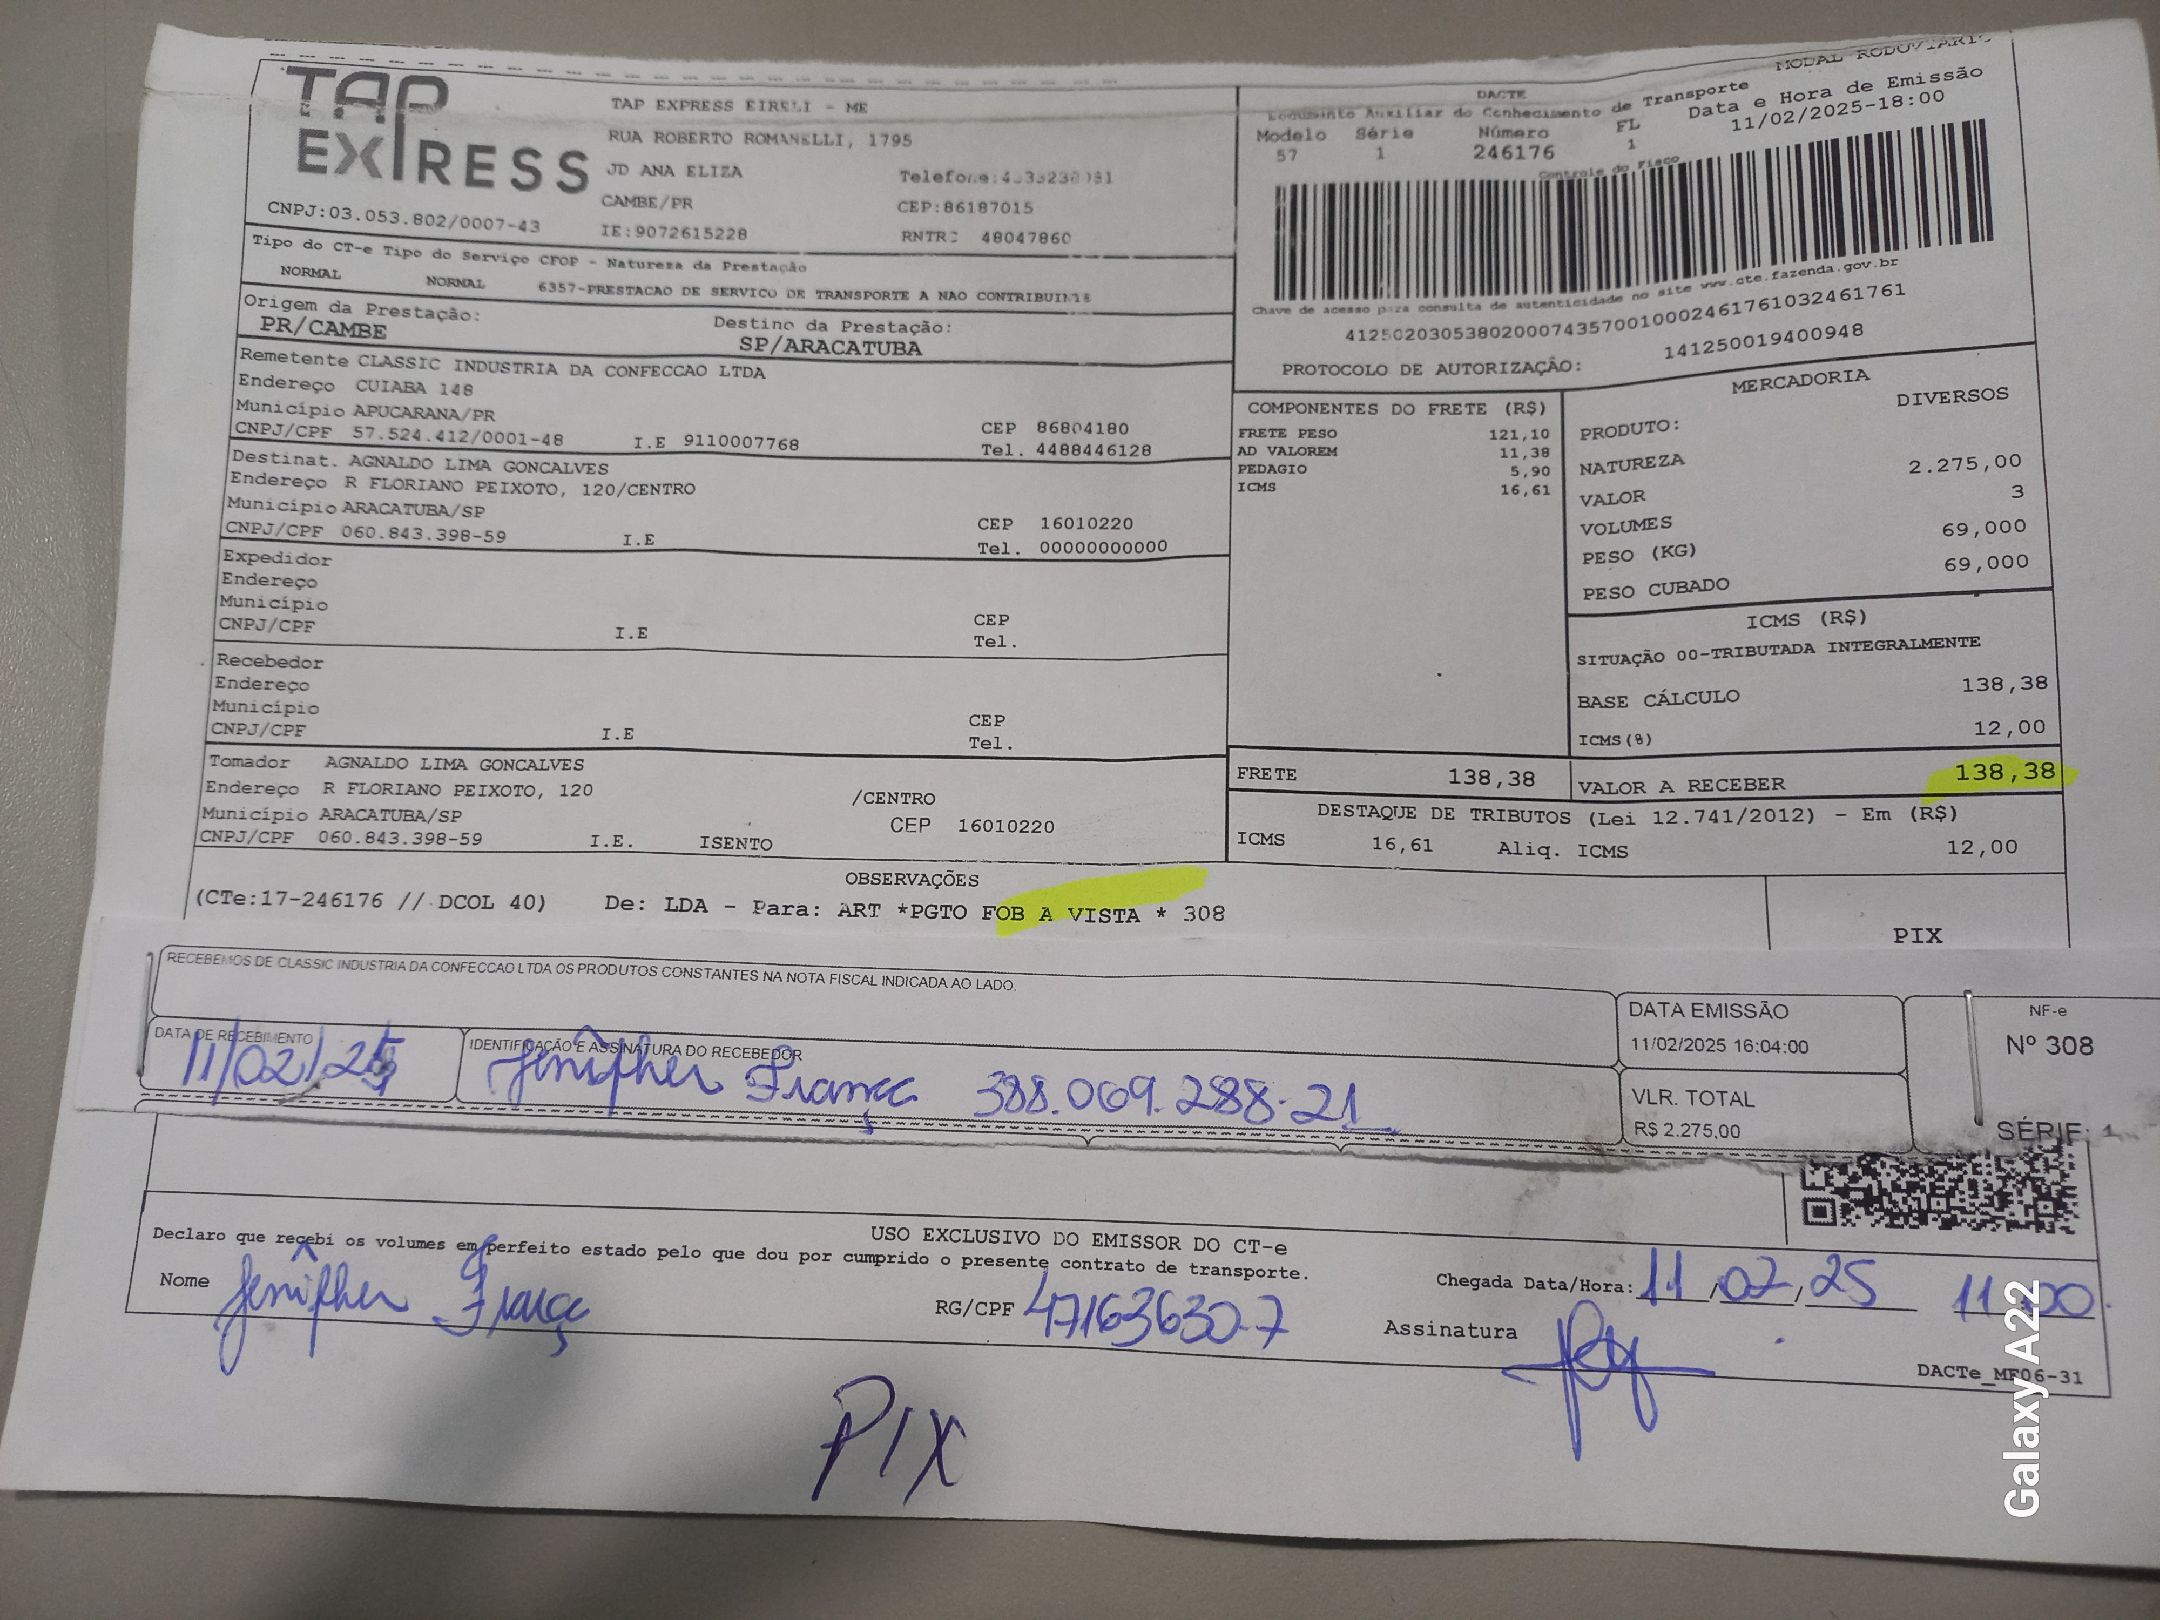 MODAL RODOVIARIO
TAP
EXPRESS
TAP EXPRESS EIRELI - ME
RUA ROBERTO ROMANELLI, 1795
JD ANA ELIZA
CAMBE/PR
CEP:86187015
CNPJ:03.053.802/0007-43
IE:9072615228
RNTRC 48047860
DACTE
Documento Auxiliar do Conhecimento de Transporte
Modelo Série Número FL Data e Hora de Emissão
57 1 246176 1 11/02/2025-18:00
Controle do Fisco
Chave de acesso para consulta de autenticidade no site www.cte.fazenda.gov.br
41250203053802000743570010002461761032461761
PROTOCOLO DE AUTORIZAÇÃO: 141250019400948
Tipo do CT-e Tipo do Serviço CFOP - Natureza da Prestação
NORMAL NORMAL 6357-PRESTACAO DE SERVICO DE TRANSPORTE A NAO CONTRIBUINTE
Origem da Prestação: Destino da Prestação:
PR/CAMBE SP/ARACATUBA
Remetente CLASSIC INDUSTRIA DA CONFECCAO LTDA
Endereço CUIABA 148
Município APUCARANA/PR CEP 86804180
CNPJ/CPF 57.524.412/0001-48 I.E 9110007768 Tel. 4488446128
Destinat. AGNALDO LIMA GONCALVES
Endereço R FLORIANO PEIXOTO, 120/CENTRO
Município ARACATUBA/SP CEP 16010220
CNPJ/CPF 060.843.398-59 I.E Tel. 00000000000
Expedidor
Endereço
Município CEP
CNPJ/CPF I.E Tel.
Recebedor
Endereço
Município CEP
CNPJ/CPF I.E Tel.
Tomador AGNALDO LIMA GONCALVES
Endereço R FLORIANO PEIXOTO, 120 /CENTRO
Município ARACATUBA/SP CEP 16010220
CNPJ/CPF 060.843.398-59 I.E. ISENTO
COMPONENTES DO FRETE (R$)
FRETE PESO 121,10
AD VALOREM 11,38
PEDAGIO 5,90
ICMS 16,61
MERCADORIA
PRODUTO: DIVERSOS
NATUREZA
VALOR 2.275,00
VOLUMES 3
PESO (KG) 69,000
PESO CUBADO 69,000
ICMS (R$)
SITUAÇÃO 00-TRIBUTADA INTEGRALMENTE
BASE CÁLCULO 138,38
ICMS(%) 12,00
FRETE 138,38 VALOR A RECEBER 138,38
DESTAQUE DE TRIBUTOS (Lei 12.741/2012) - Em (R$)
ICMS 16,61 Aliq. ICMS 12,00
OBSERVAÇÕES
(CTe:17-246176 // DCOL 40) De: LDA - Para: ART *PGTO FOB A VISTA * 308
PIX
RECEBEMOS DE CLASSIC INDUSTRIA DA CONFECCAO LTDA OS PRODUTOS CONSTANTES NA NOTA FISCAL INDICADA AO LADO.
DATA DE RECEBIMENTO IDENTIFICAÇÃO E ASSINATURA DO RECEBEDOR
11/02/25 Jenîpher França 388.069.288-21
DATA EMISSÃO
11/02/2025 16:04:00
VLR. TOTAL
R$ 2.275,00
NF-e
Nº 308
SÉRIE: 1
USO EXCLUSIVO DO EMISSOR DO CT-e
Declaro que recebi os volumes em perfeito estado pelo que dou por cumprido o presente contrato de transporte.
Nome Jenîpher França RG/CPF 47163630-7
Chegada Data/Hora: 11/02/25 11:00
Assinatura
DACTe_MF06-31
PIX
Galaxy A22